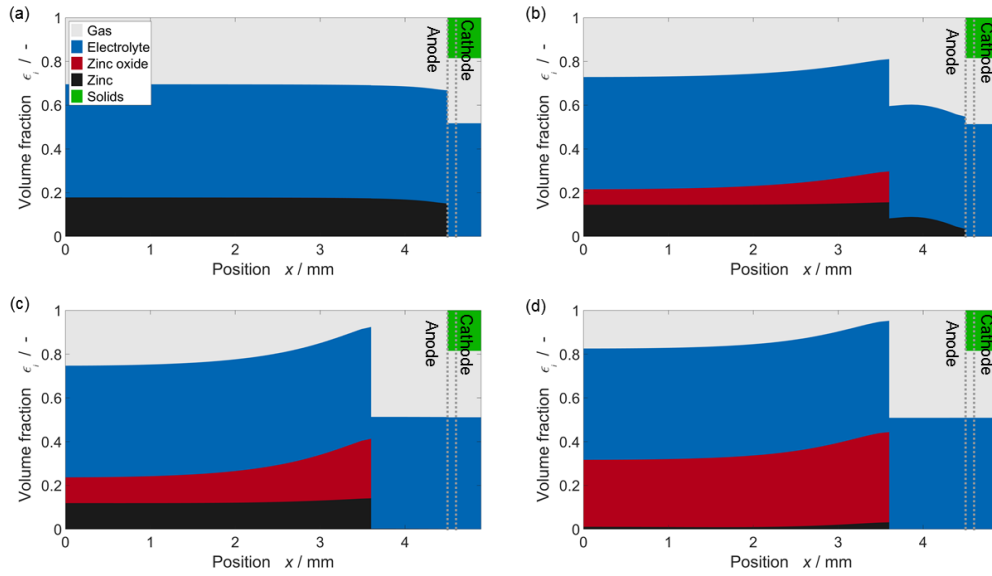 (a)
Volume fraction ϵi / -
1
0.8
0.6
0.4
0.2
0
Gas
Electrolyte
Zinc oxide
Zinc
Solids
Anode
Cathode
0 1 2 3 4
Position x / mm
(b)
Volume fraction ϵi / -
1
0.8
0.6
0.4
0.2
0
Anode
Cathode
0 1 2 3 4
Position x / mm
(c)
Volume fraction ϵi / -
1
0.8
0.6
0.4
0.2
0
Anode
Cathode
0 1 2 3 4
Position x / mm
(d)
Volume fraction ϵi / -
1
0.8
0.6
0.4
0.2
0
Anode
Cathode
0 1 2 3 4
Position x / mm